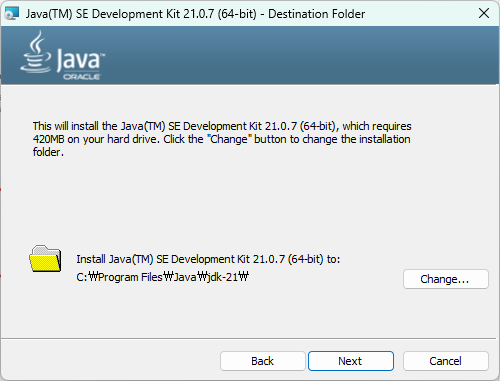 Java(TM) SE Development Kit 21.0.7 (64-bit) - Destination Folder
Java™
ORACLE
This will install the Java(TM) SE Development Kit 21.0.7 (64-bit), which requires
420MB on your hard drive. Click the "Change" button to change the installation
folder.
Install Java(TM) SE Development Kit 21.0.7 (64-bit) to:
C:₩Program Files₩Java₩jdk-21₩
Change...
Back
Next
Cancel